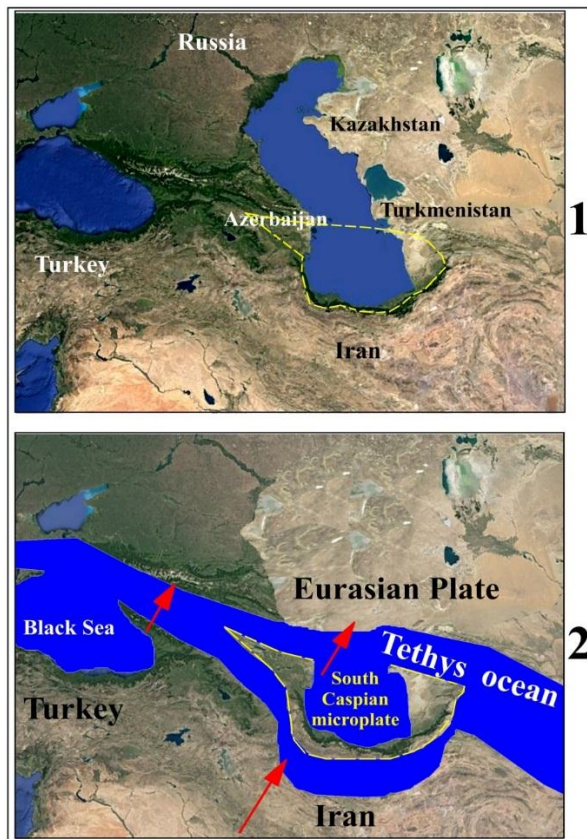 Russia
Kazakhstan
Azerbaijan
Turkmenistan
Turkey
Iran
1
Eurasian Plate
Black Sea
Tethys ocean
South
Caspian
microplate
Turkey
Iran
2